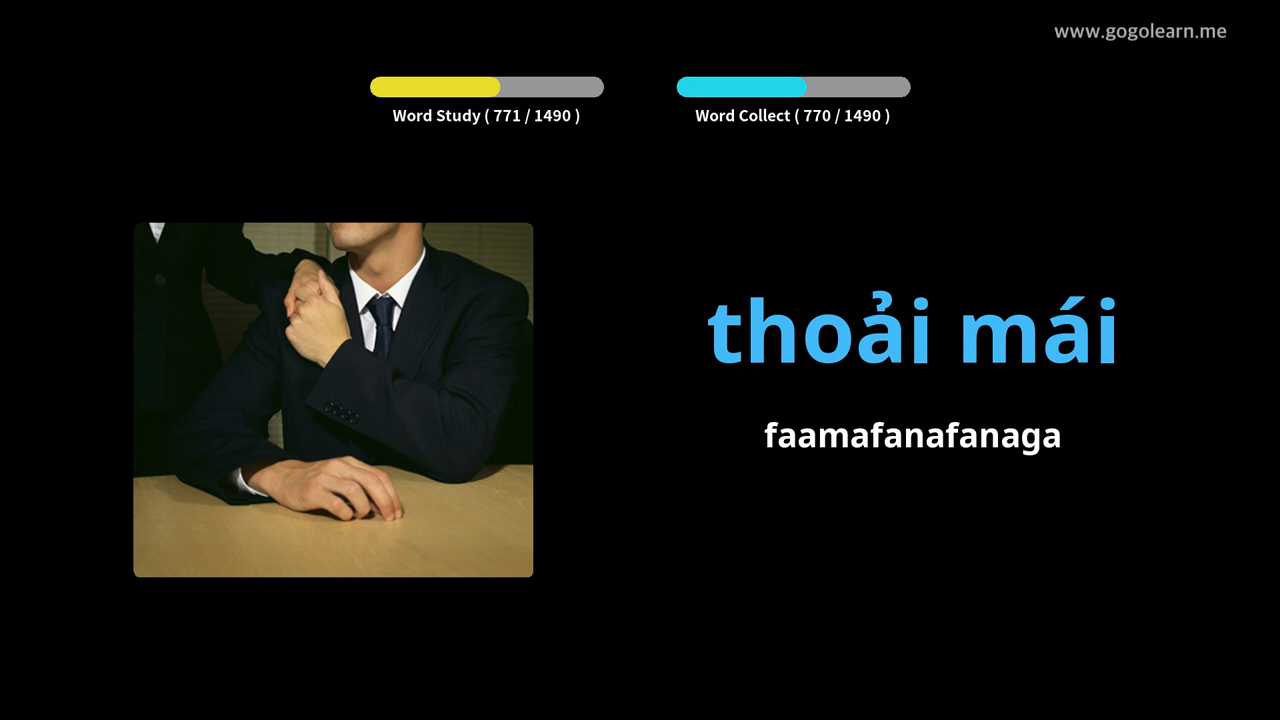 www.gogolearn.me
Word Study ( 771 / 1490 )
Word Collect ( 770 / 1490 )
thoải mái
faamafanafanaga